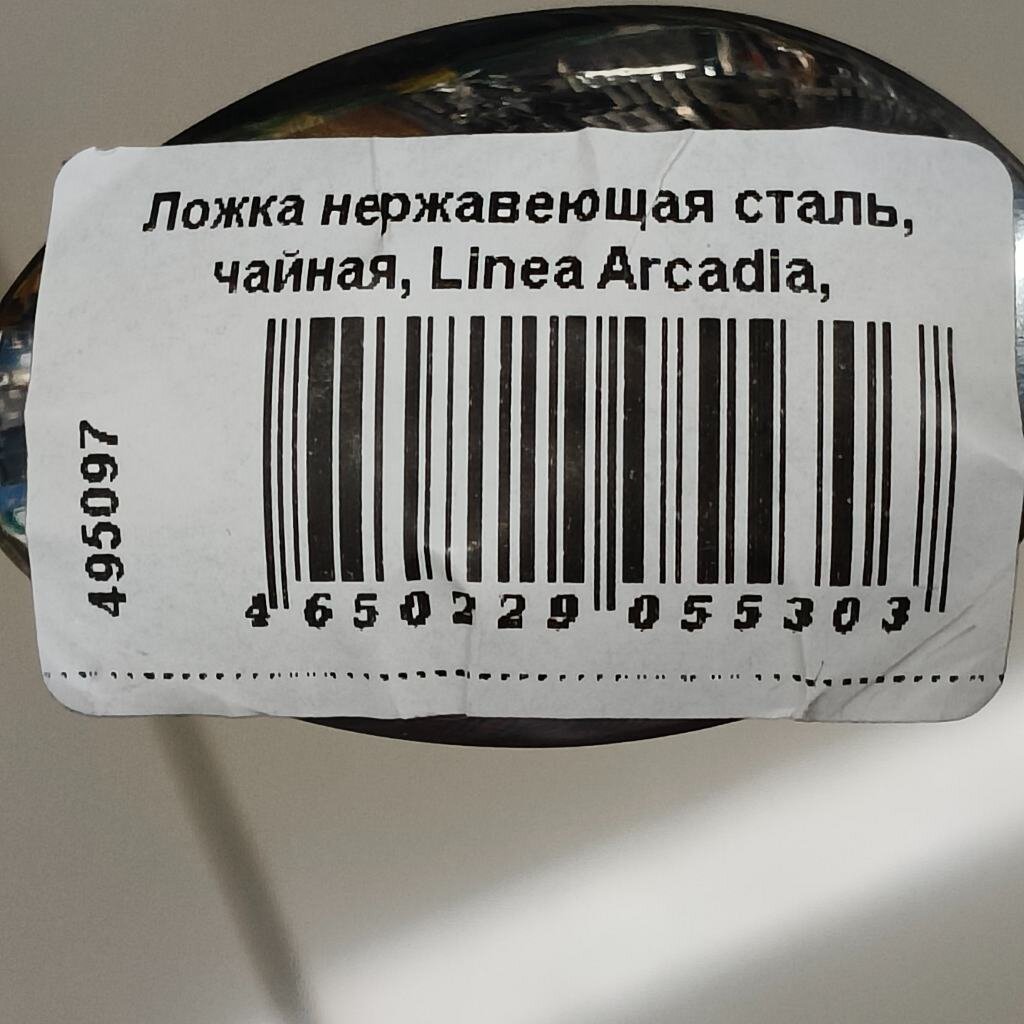 Ложка нержавеющая сталь,
чайная, Linea Arcadia,
495097
4 650229 055303